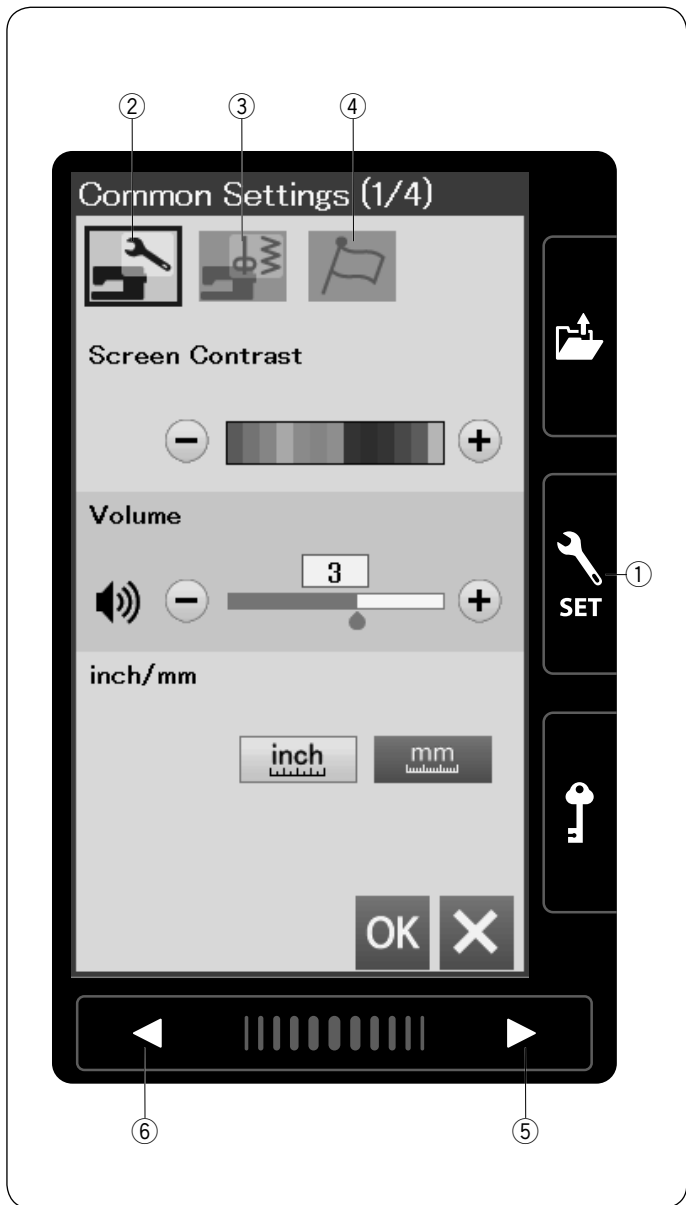 ② ③ ④
Common Settings (1/4)
Screen Contrast
Volume
3
① 
SET
inch/mm
inch mm
OK
⑥ ⑤